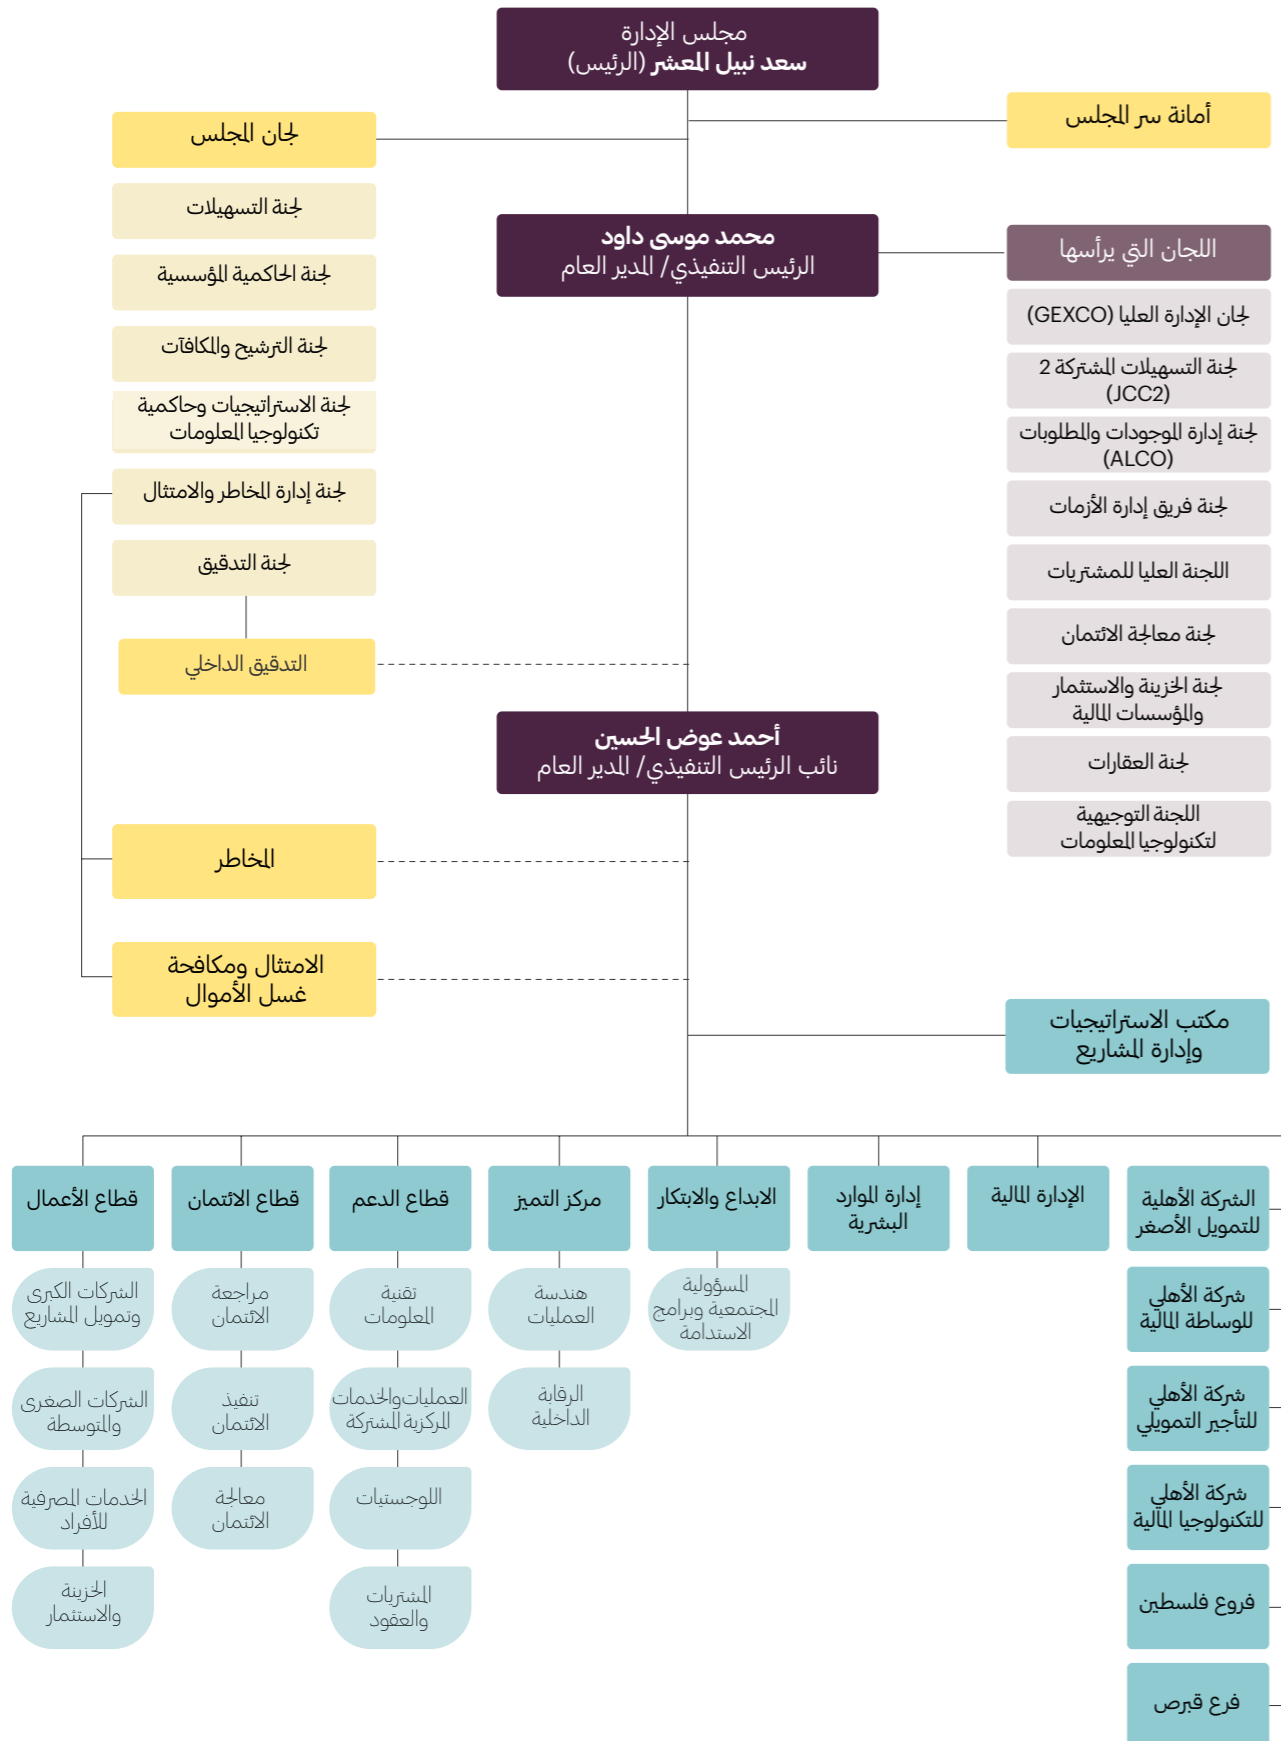 مجلس الإدارة
سعد نبيل المعشر (الرئيس)
أمانة سر المجلس
لجان المجلس
لجنة التسهيلات
لجنة الحاكمية المؤسسية
لجنة الترشيح والمكافآت
لجنة الاستراتيجيات وحاكمية
تكنولوجيا المعلومات
لجنة إدارة المخاطر والامتثال
لجنة التدقيق
التدقيق الداخلي
محمد موسى داود
الرئيس التنفيذي/ المدير العام
اللجان التي يرأسها
لجان الإدارة العليا (GEXCO)
لجنة التسهيلات المشتركة 2
(JCC2)
لجنة إدارة الموجودات والمطلوبات
(ALCO)
لجنة فريق إدارة الأزمات
اللجنة العليا للمشتريات
لجنة معالجة الائتمان
لجنة الخزينة والاستثمار
والمؤسسات المالية
لجنة العقارات
اللجنة التوجيهية
لتكنولوجيا المعلومات
أحمد عوض الحسين
نائب الرئيس التنفيذي/ المدير العام
المخاطر
الامتثال ومكافحة
غسل الأموال
مكتب الاستراتيجيات
وإدارة المشاريع
الشركة الأهلية
للتمويل الأصغر
شركة الأهلي
للوساطة المالية
شركة الأهلي
للتأجير التمويلي
شركة الأهلي
للتكنولوجيا المالية
فروع فلسطين
فرع قبرص
الإدارة المالية
إدارة الموارد
البشرية
الابداع والابتكار
المسؤولية
المجتمعية وبرامج
الاستدامة
مركز التميز
هندسة
العمليات
الرقابة
الداخلية
قطاع الدعم
تقنية
المعلومات
العمليات والخدمات
المركزية المشتركة
اللوجستيات
المشتريات
والعقود
قطاع الائتمان
مراجعة
الائتمان
تنفيذ
الائتمان
معالجة
الائتمان
قطاع الأعمال
الشركات الكبرى
وتمويل المشاريع
الشركات الصغرى
والمتوسطة
الخدمات المصرفية
للأفراد
الخزينة
والاستثمار